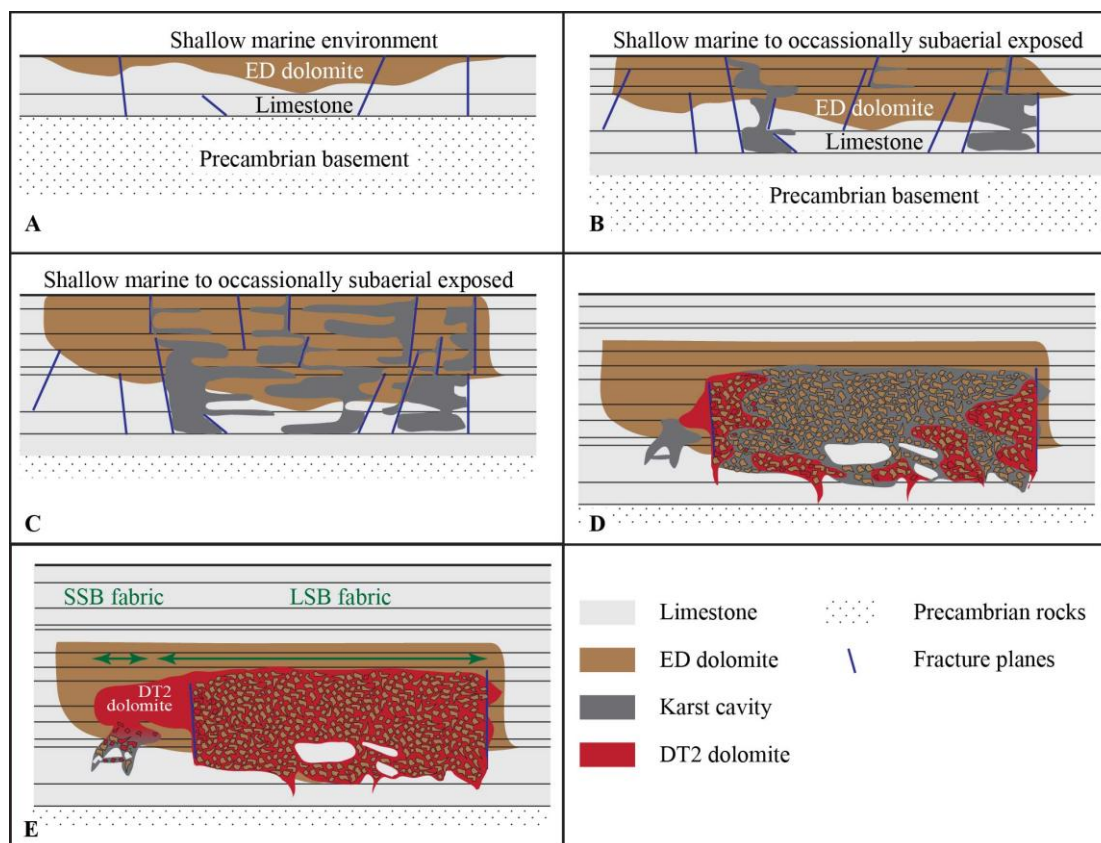 Shallow marine environment
ED dolomite
Limestone
Precambrian basement
A
Shallow marine to occassionally subaerial exposed
ED dolomite
Limestone
Precambrian basement
B
Shallow marine to occassionally subaerial exposed
C
D
SSB fabric
LSB fabric
DT2
dolomite
E
Limestone
ED dolomite
Karst cavity
DT2 dolomite
Precambrian rocks
Fracture planes